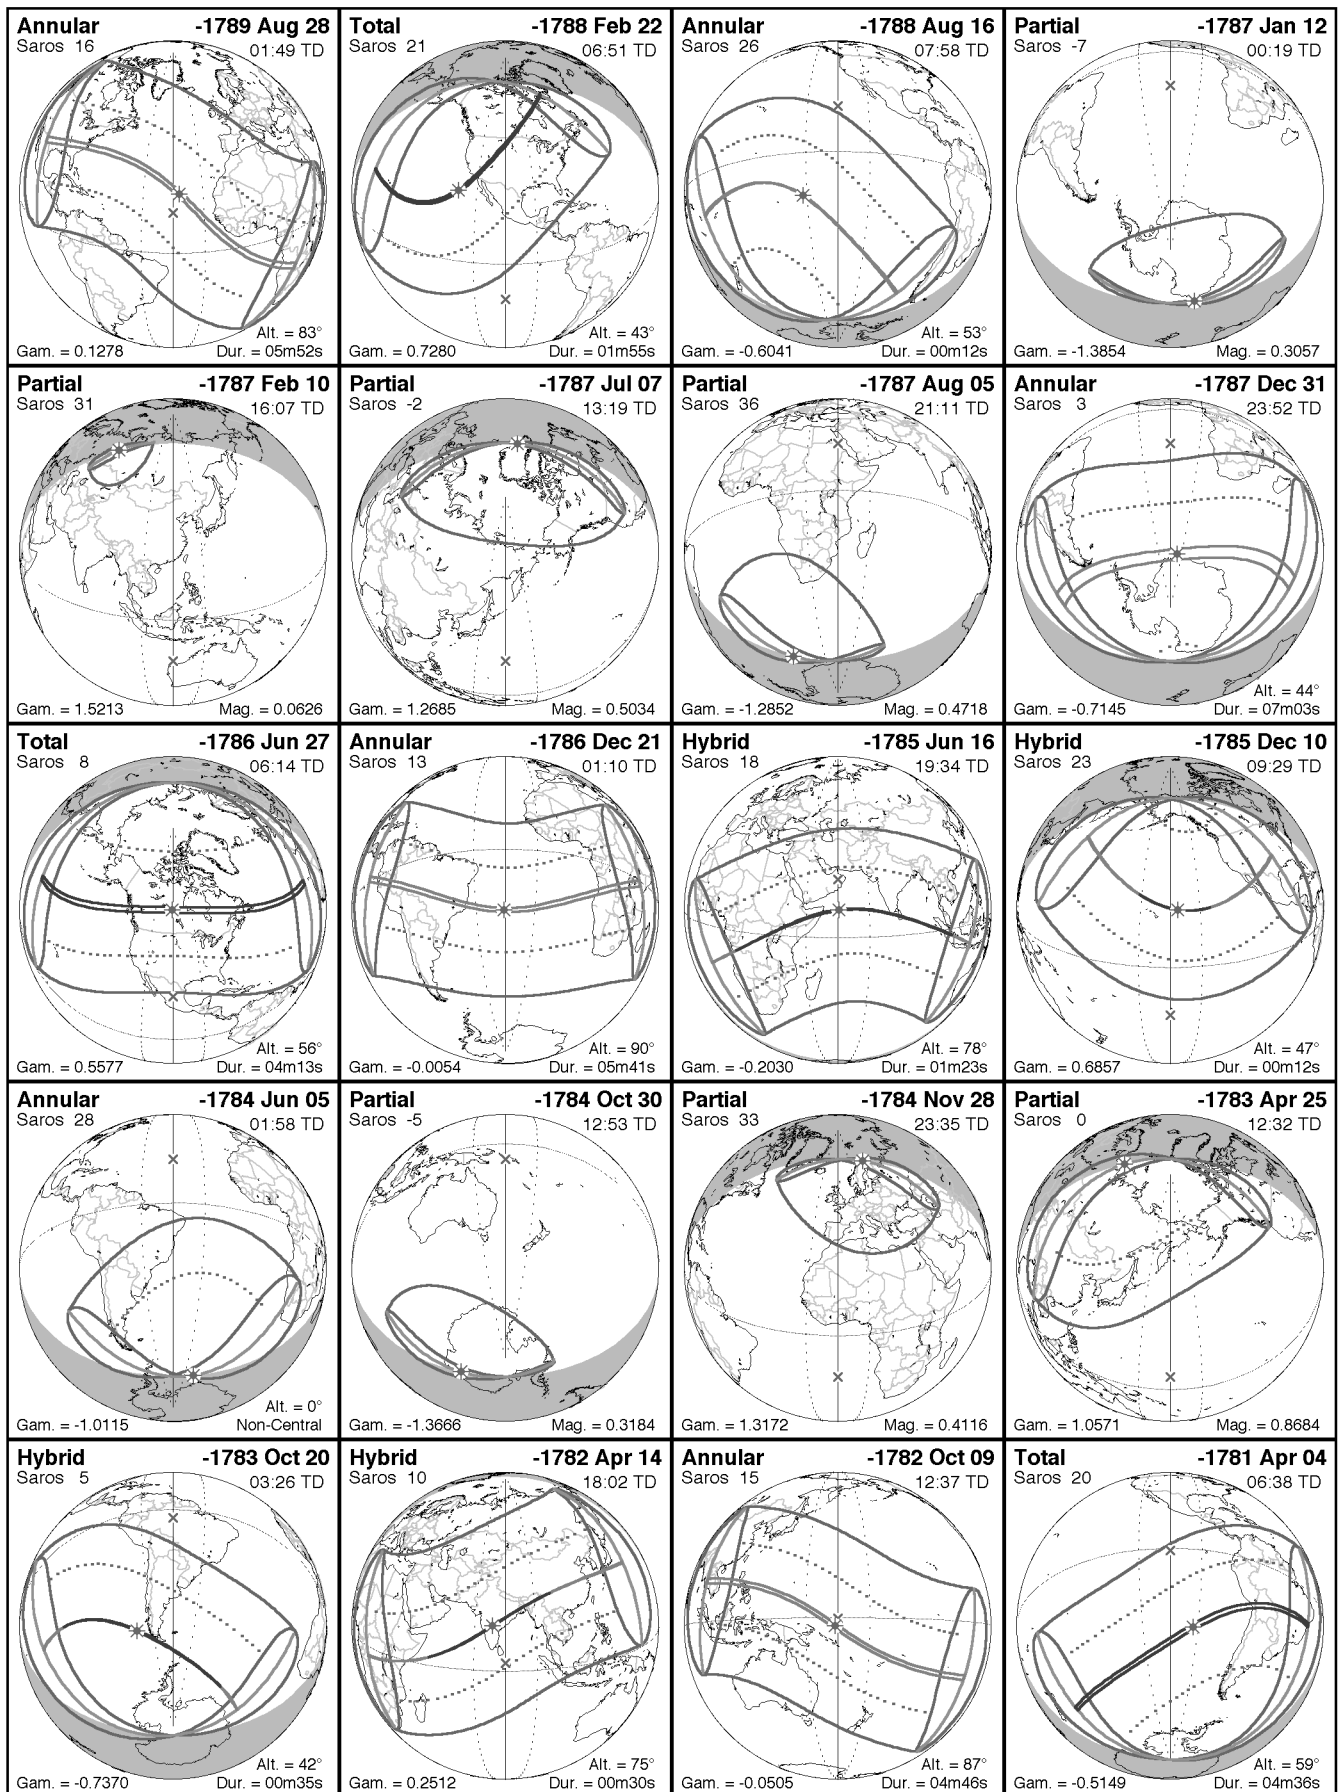 Annular -1789 Aug 28
Saros 16 01:49 TD
Alt. = 83°
Gam. = 0.1278 Dur. = 05m52s
Total -1788 Feb 22
Saros 21 06:51 TD
Alt. = 43°
Gam. = 0.7280 Dur. = 01m55s
Annular -1788 Aug 16
Saros 26 07:58 TD
Alt. = 53°
Gam. = -0.6041 Dur. = 00m12s
Partial -1787 Jan 12
Saros -7 00:19 TD
Gam. = -1.3854 Mag. = 0.3057
Partial -1787 Feb 10
Saros 31 16:07 TD
Gam. = 1.5213 Mag. = 0.0626
Partial -1787 Jul 07
Saros -2 13:19 TD
Gam. = 1.2685 Mag. = 0.5034
Partial -1787 Aug 05
Saros 36 21:11 TD
Gam. = -1.2852 Mag. = 0.4718
Annular -1787 Dec 31
Saros 3 23:52 TD
Alt. = 44°
Gam. = -0.7145 Dur. = 07m03s
Total -1786 Jun 27
Saros 8 06:14 TD
Alt. = 56°
Gam. = 0.5577 Dur. = 04m13s
Annular -1786 Dec 21
Saros 13 01:10 TD
Alt. = 90°
Gam. = -0.0054 Dur. = 05m41s
Hybrid -1785 Jun 16
Saros 18 19:34 TD
Alt. = 78°
Gam. = -0.2030 Dur. = 01m23s
Hybrid -1785 Dec 10
Saros 23 09:29 TD
Alt. = 47°
Gam. = 0.6857 Dur. = 00m12s
Annular -1784 Jun 05
Saros 28 01:58 TD
Alt. = 0°
Gam. = -1.0115 Non-Central
Partial -1784 Oct 30
Saros -5 12:53 TD
Gam. = -1.3666 Mag. = 0.3184
Partial -1784 Nov 28
Saros 33 23:35 TD
Gam. = 1.3172 Mag. = 0.4116
Partial -1783 Apr 25
Saros 0 12:32 TD
Gam. = 1.0571 Mag. = 0.8684
Hybrid -1783 Oct 20
Saros 5 03:26 TD
Alt. = 42°
Gam. = -0.7370 Dur. = 00m35s
Hybrid -1782 Apr 14
Saros 10 18:02 TD
Alt. = 75°
Gam. = 0.2512 Dur. = 00m30s
Annular -1782 Oct 09
Saros 15 12:37 TD
Alt. = 87°
Gam. = -0.0505 Dur. = 04m46s
Total -1781 Apr 04
Saros 20 06:38 TD
Alt. = 59°
Gam. = -0.5149 Dur. = 04m36s